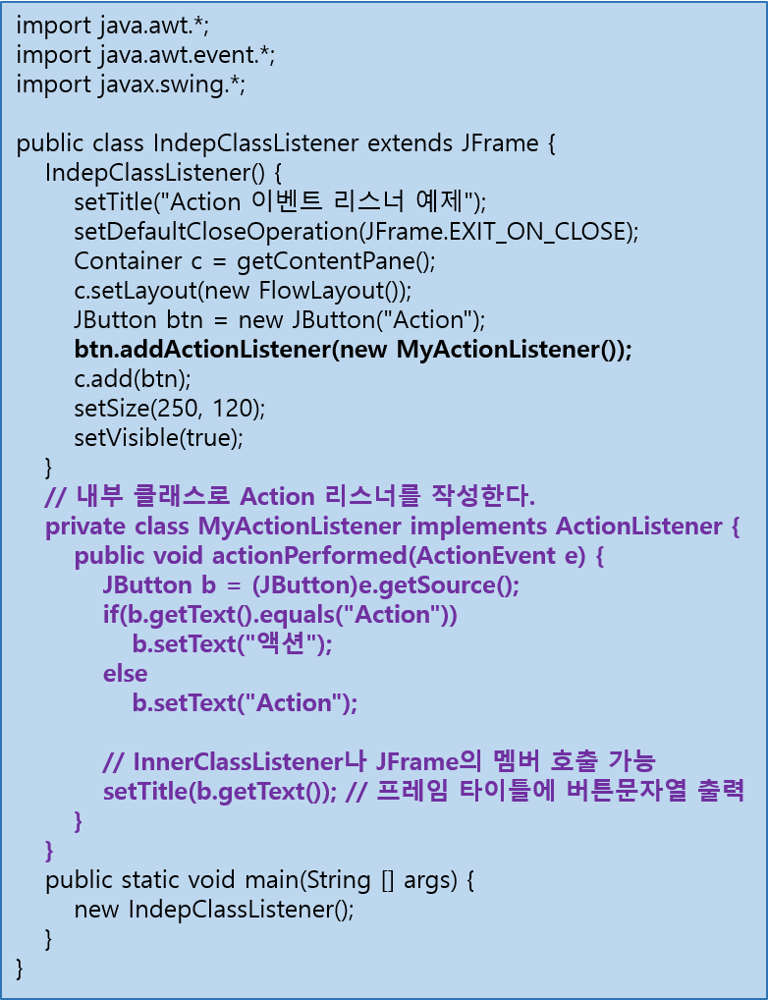 import java.awt.*;
import java.awt.event.*;
import javax.swing.*;

public class IndepClassListener extends JFrame {
    IndepClassListener() {
        setTitle("Action 이벤트 리스너 예제");
        setDefaultCloseOperation(JFrame.EXIT_ON_CLOSE);
        Container c = getContentPane();
        c.setLayout(new FlowLayout());
        JButton btn = new JButton("Action");
        btn.addActionListener(new MyActionListener());
        c.add(btn);
        setSize(250, 120);
        setVisible(true);
    }
    // 내부 클래스로 Action 리스너를 작성한다.
    private class MyActionListener implements ActionListener {
        public void actionPerformed(ActionEvent e) {
            JButton b = (JButton)e.getSource();
            if(b.getText().equals("Action"))
                b.setText("액션");
            else
                b.setText("Action");

            // InnerClassListener나 JFrame의 멤버 호출 가능
            setTitle(b.getText()); // 프레임 타이틀에 버튼문자열 출력
        }
    }
    public static void main(String [] args) {
        new IndepClassListener();
    }
}